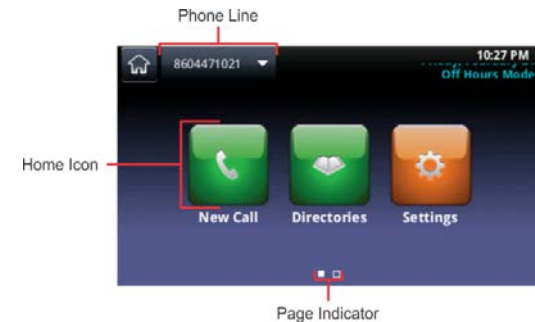 Phone Line
8604471021
10:27 PM
Off Hours Mode
Home Icon
New Call
Directories
Settings
Page Indicator